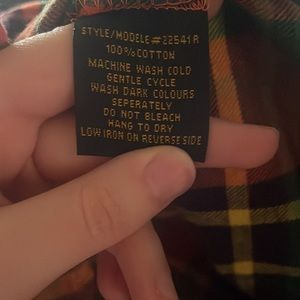 STYLE/MODELE#22541R
100%COTTON
MACHINE WASH COLD
GENTLE CYCLE
WASH DARK COLOURS
SEPERATELY
DO NOT BLEACH
HANG TO DRY
LOW IRON ON REVERSE SIDE